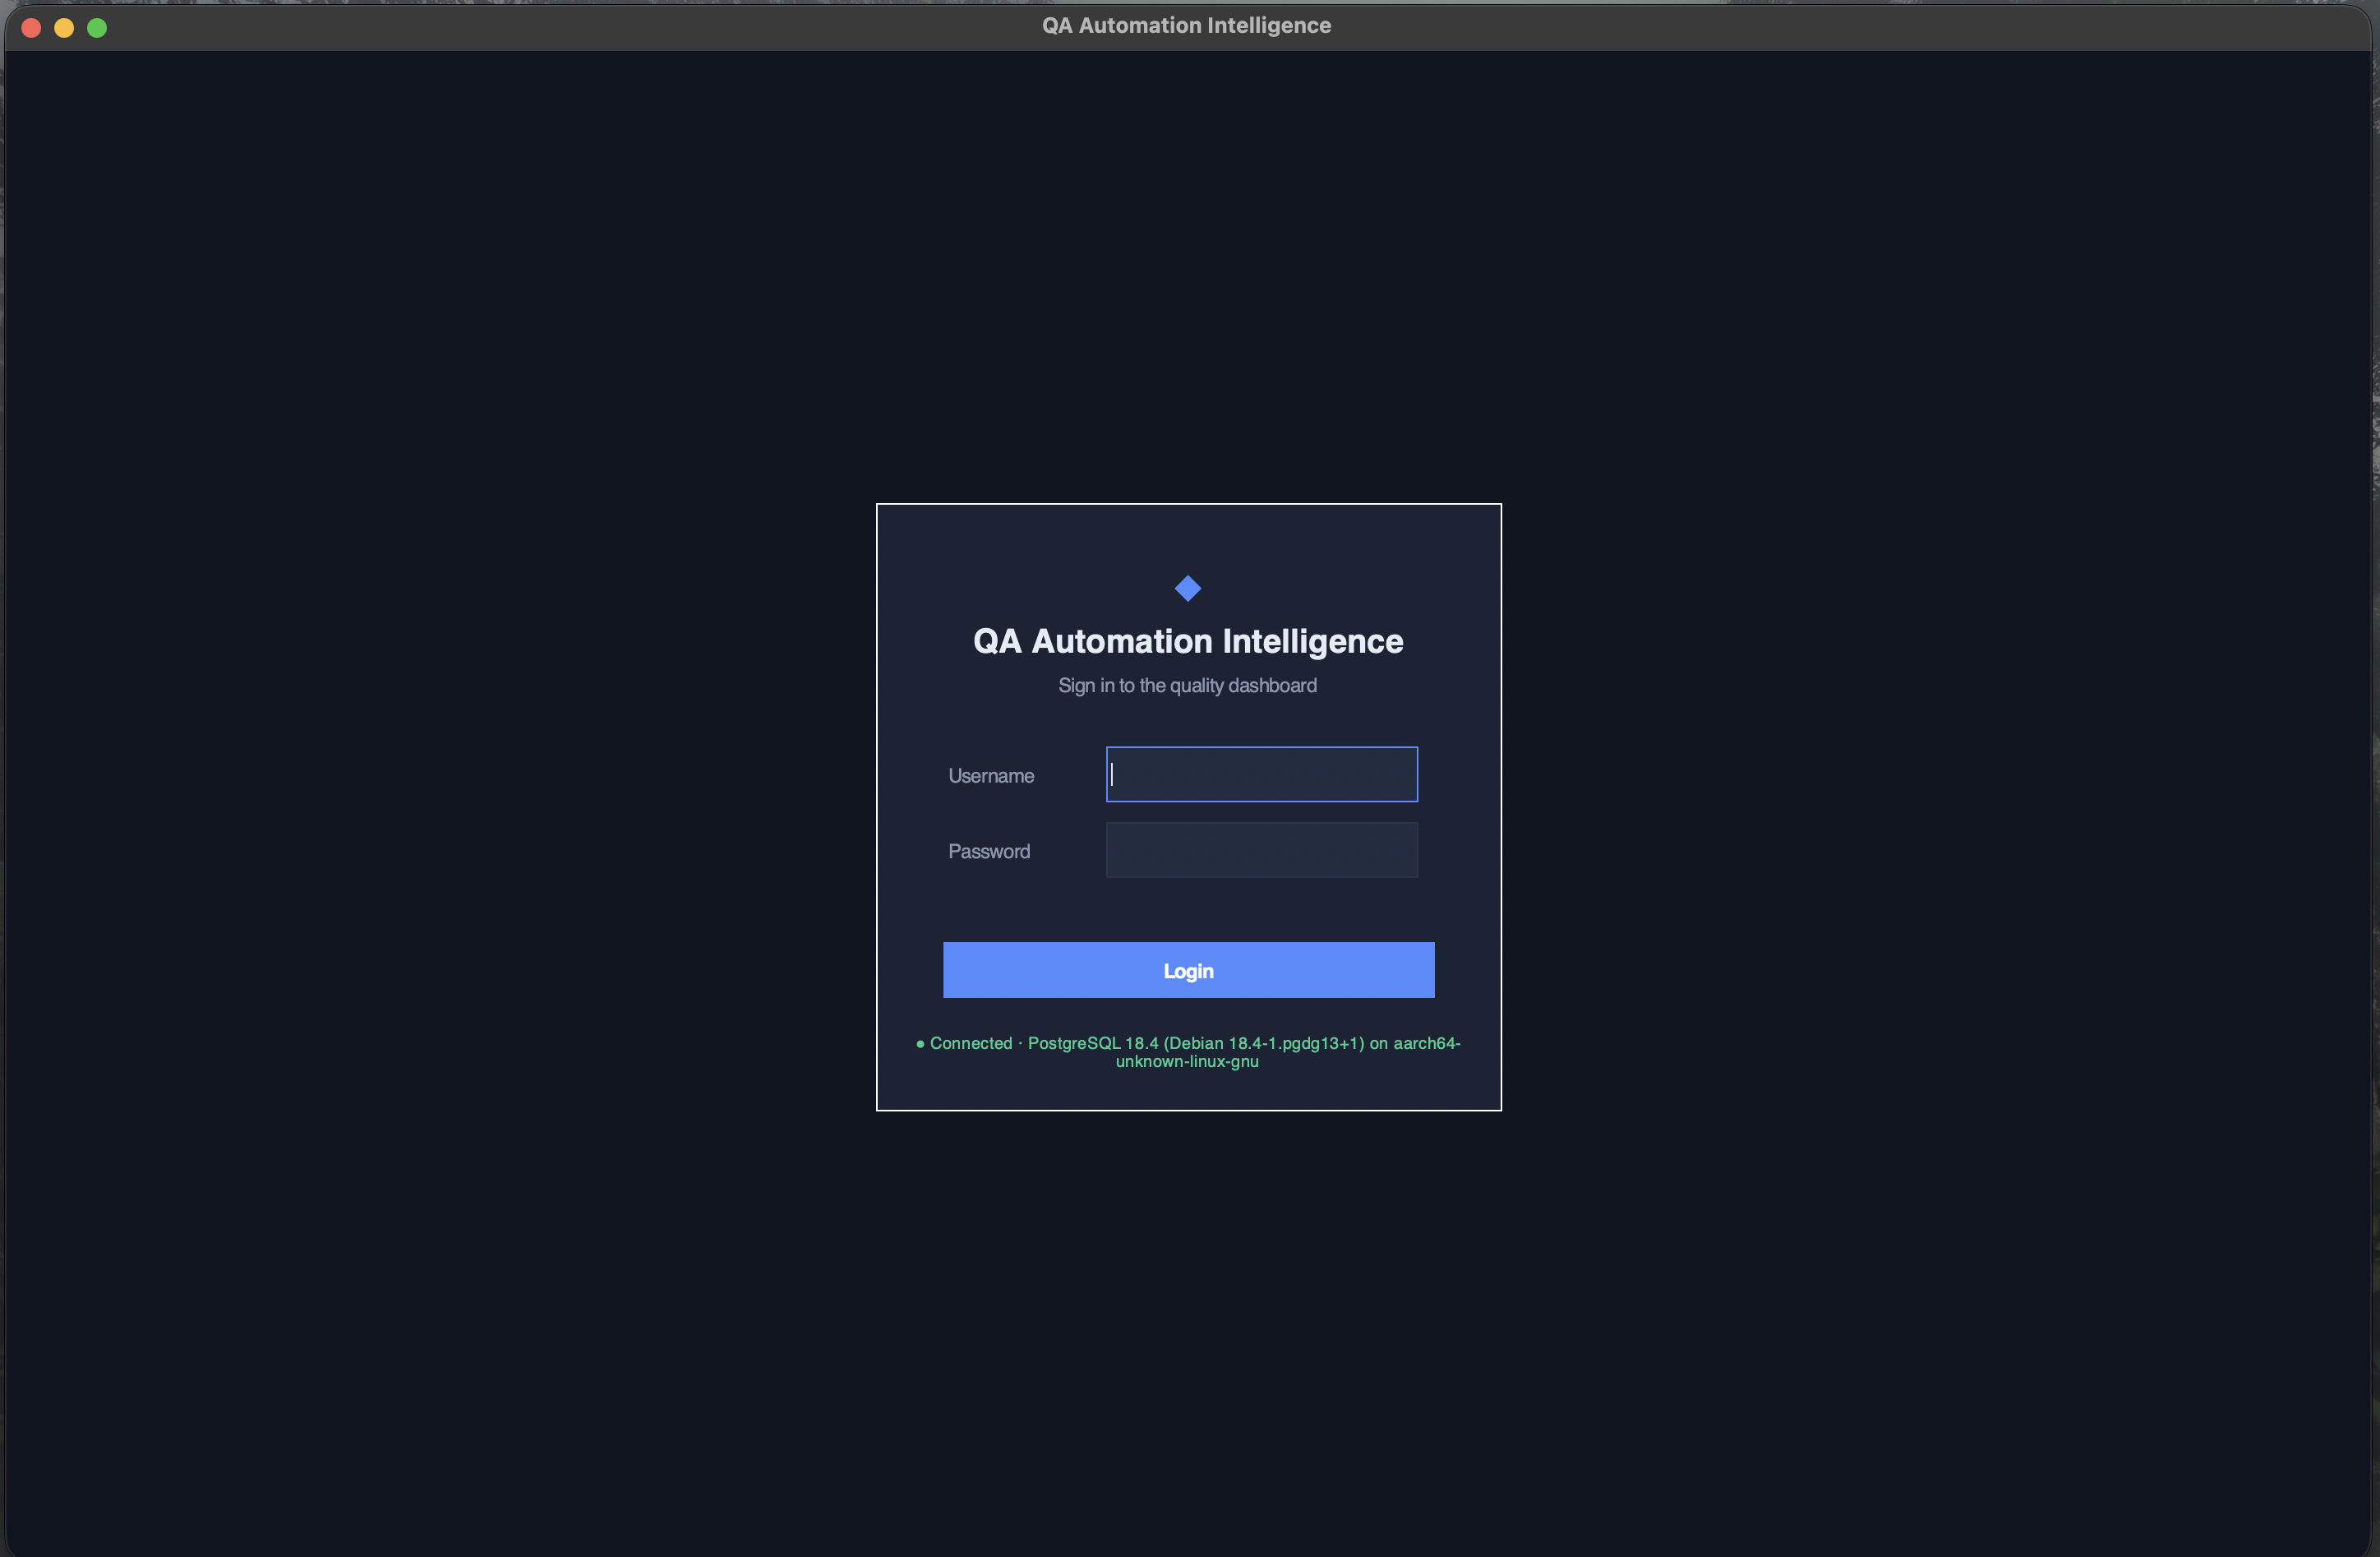 QA Automation Intelligence
QA Automation Intelligence
Sign in to the quality dashboard
Username
Password
Login
● Connected · PostgreSQL 18.4 (Debian 18.4-1.pgdg13+1) on aarch64-
unknown-linux-gnu